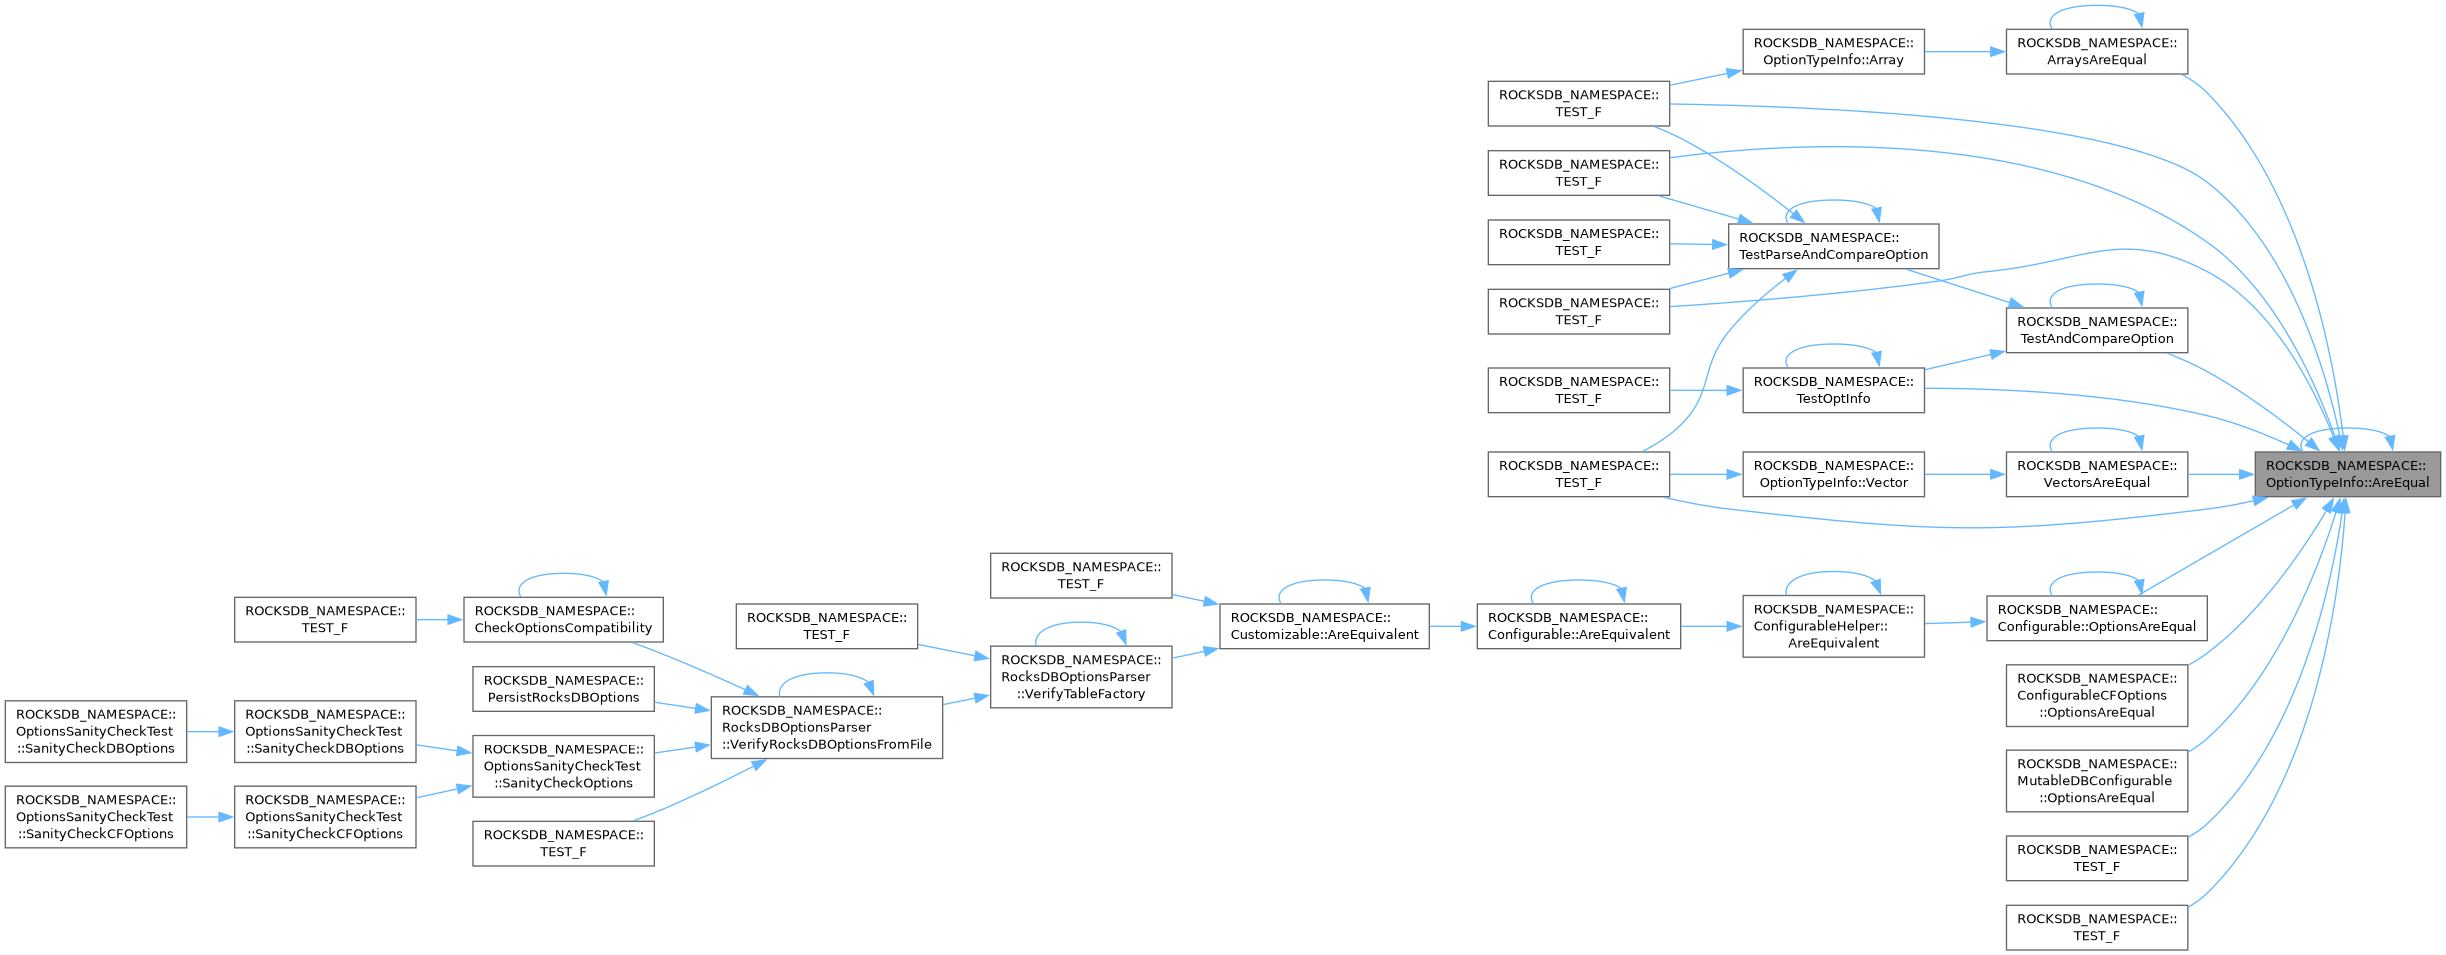 ROCKSDB_NAMESPACE::
OptionTypeInfo::Array
ROCKSDB_NAMESPACE::
ArraysAreEqual
ROCKSDB_NAMESPACE::
TEST_F
ROCKSDB_NAMESPACE::
TEST_F
ROCKSDB_NAMESPACE::
TEST_F
ROCKSDB_NAMESPACE::
TestParseAndCompareOption
ROCKSDB_NAMESPACE::
TEST_F
ROCKSDB_NAMESPACE::
TestAndCompareOption
ROCKSDB_NAMESPACE::
TEST_F
ROCKSDB_NAMESPACE::
TestOptInfo
ROCKSDB_NAMESPACE::
TEST_F
ROCKSDB_NAMESPACE::
OptionTypeInfo::Vector
ROCKSDB_NAMESPACE::
VectorsAreEqual
ROCKSDB_NAMESPACE::
OptionTypeInfo::AreEqual
ROCKSDB_NAMESPACE::
TEST_F
ROCKSDB_NAMESPACE::
TEST_F
ROCKSDB_NAMESPACE::
CheckOptionsCompatibility
ROCKSDB_NAMESPACE::
TEST_F
ROCKSDB_NAMESPACE::
Customizable::AreEquivalent
ROCKSDB_NAMESPACE::
Configurable::AreEquivalent
ROCKSDB_NAMESPACE::
ConfigurableHelper::
AreEquivalent
ROCKSDB_NAMESPACE::
Configurable::OptionsAreEqual
ROCKSDB_NAMESPACE::
RocksDBOptionsParser
::VerifyTableFactory
ROCKSDB_NAMESPACE::
PersistRocksDBOptions
ROCKSDB_NAMESPACE::
ConfigurableCFOptions
::OptionsAreEqual
ROCKSDB_NAMESPACE::
OptionsSanityCheckTest
::SanityCheckDBOptions
ROCKSDB_NAMESPACE::
OptionsSanityCheckTest
::SanityCheckDBOptions
ROCKSDB_NAMESPACE::
RocksDBOptionsParser
::VerifyRocksDBOptionsFromFile
ROCKSDB_NAMESPACE::
OptionsSanityCheckTest
::SanityCheckOptions
ROCKSDB_NAMESPACE::
MutableDBConfigurable
::OptionsAreEqual
ROCKSDB_NAMESPACE::
OptionsSanityCheckTest
::SanityCheckCFOptions
ROCKSDB_NAMESPACE::
OptionsSanityCheckTest
::SanityCheckCFOptions
ROCKSDB_NAMESPACE::
TEST_F
ROCKSDB_NAMESPACE::
TEST_F
ROCKSDB_NAMESPACE::
TEST_F